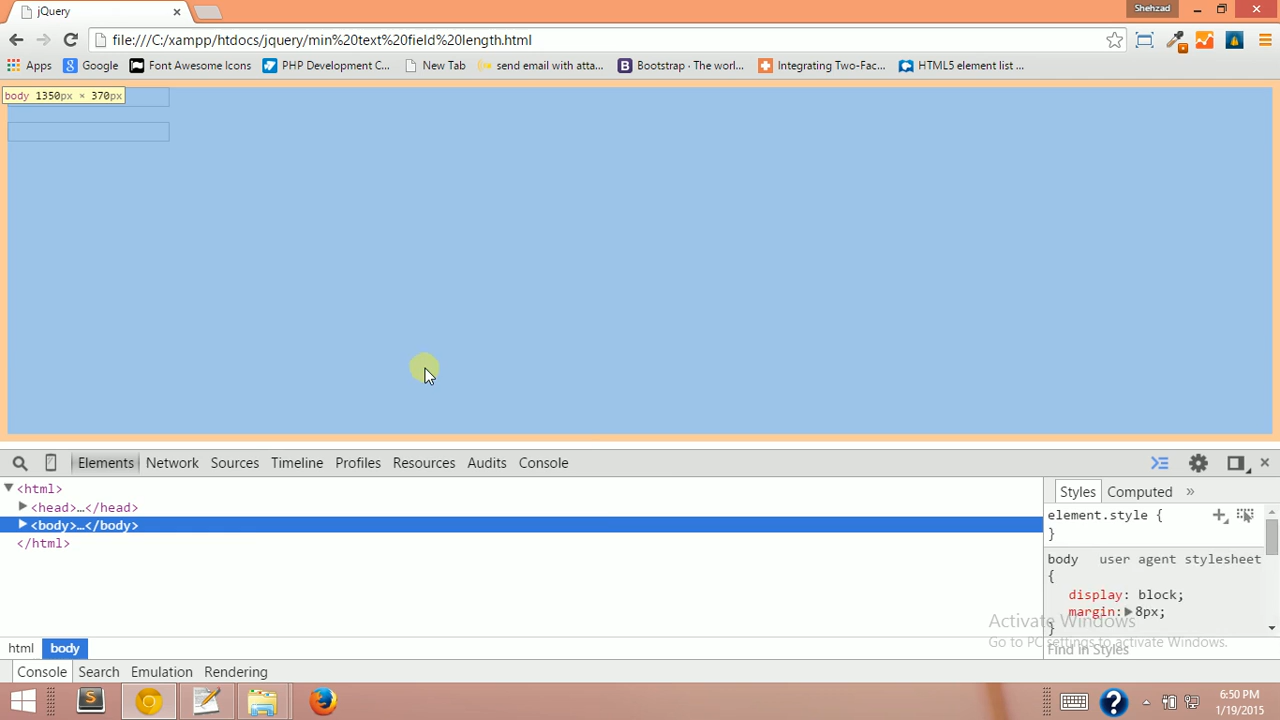 jQuery
Shehzad
file:///C:/xampp/htdocs/jquery/min%20text%20field%20length.html
Apps Google Font Awesome Icons PHP Development C... New Tab send email with atta... Bootstrap · The worl... Integrating Two-Fac... HTML5 element list ...
body 1350px × 370px
Elements Network Sources Timeline Profiles Resources Audits Console
<html>
<head>…</head>
<body>…</body>
</html>
Styles Computed »
element.style {
}
body user agent stylesheet
{
display: block;
margin: 8px;
}
Activate Windows
Go to PC settings to activate Windows.
Find in Styles
html body
Console Search Emulation Rendering
6:50 PM
1/19/2015